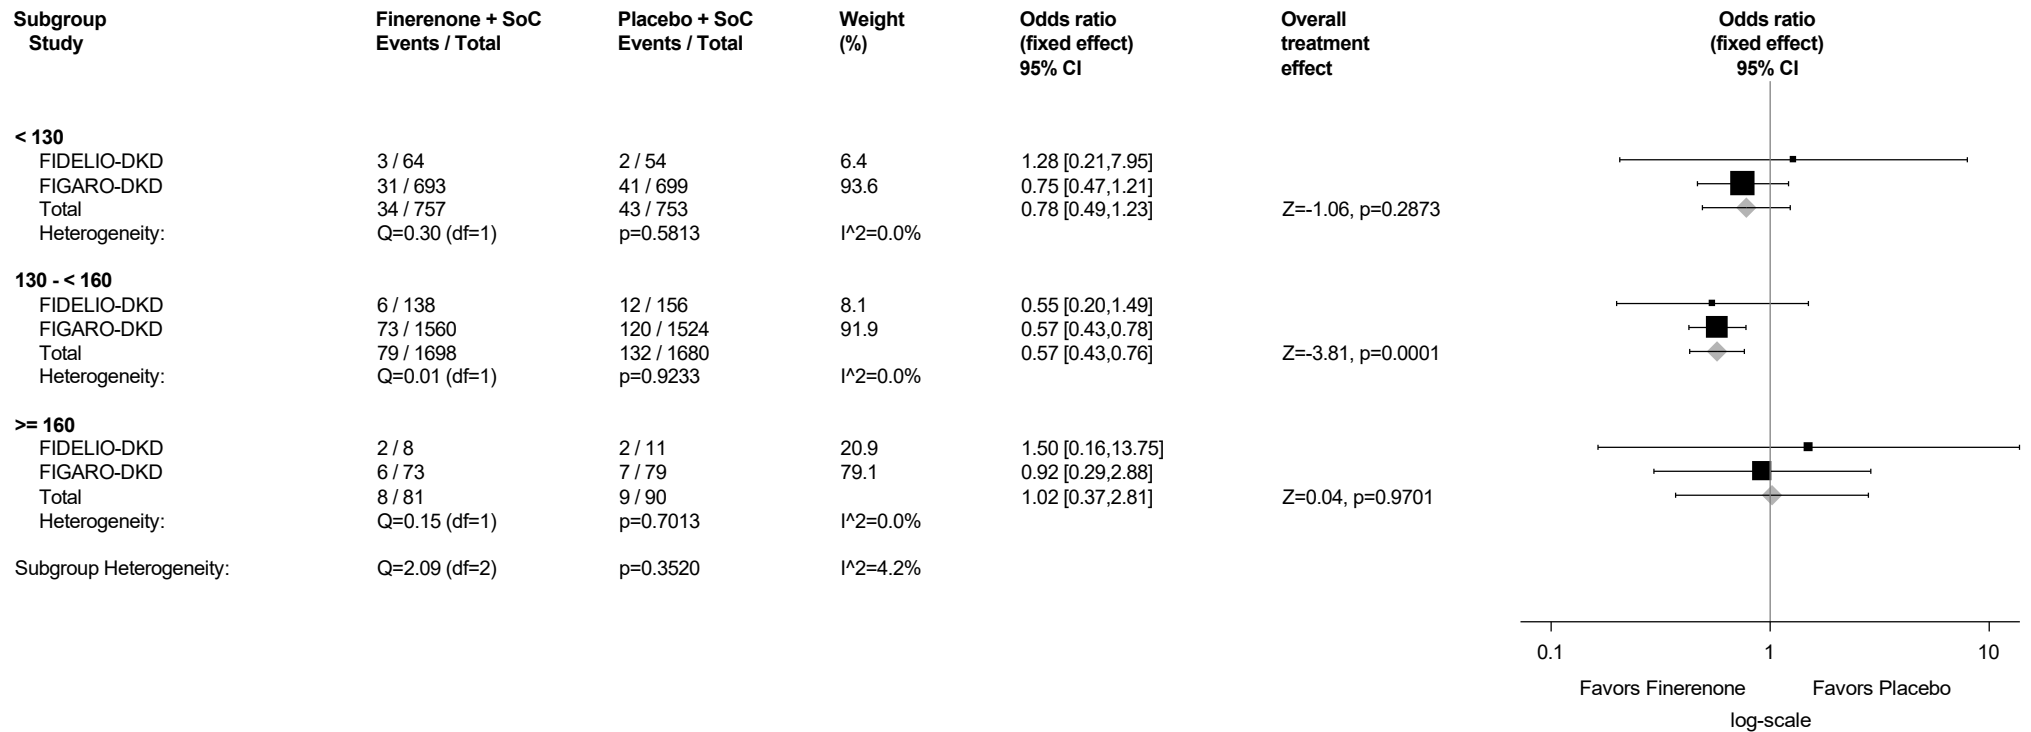 Subgroup Finerenone + SoC Placebo + SoC Weight Odds ratio Overall Odds ratio
Study Events / Total Events / Total (%) (fixed effect) treatment (fixed effect)
95% CI effect 95% CI
< 130
FIDELIO-DKD 3 / 64 2 / 54 6.4 1.28 [0.21,7.95]
FIGARO-DKD 31 / 693 41 / 699 93.6 0.75 [0.47,1.21]
Total 34 / 757 43 / 753 0.78 [0.49,1.23] Z=-1.06, p=0.2873
Heterogeneity: Q=0.30 (df=1) p=0.5813 I^2=0.0%
130 - < 160
FIDELIO-DKD 6 / 138 12 / 156 8.1 0.55 [0.20,1.49]
FIGARO-DKD 73 / 1560 120 / 1524 91.9 0.57 [0.43,0.78]
Total 79 / 1698 132 / 1680 0.57 [0.43,0.76] Z=-3.81, p=0.0001
Heterogeneity: Q=0.01 (df=1) p=0.9233 I^2=0.0%
>= 160
FIDELIO-DKD 2 / 8 2 / 11 20.9 1.50 [0.16,13.75]
FIGARO-DKD 6 / 73 7 / 79 79.1 0.92 [0.29,2.88]
Total 8 / 81 9 / 90 1.02 [0.37,2.81] Z=0.04, p=0.9701
Heterogeneity: Q=0.15 (df=1) p=0.7013 I^2=0.0%
Subgroup Heterogeneity: Q=2.09 (df=2) p=0.3520 I^2=4.2%
0.1 1 10
Favors Finerenone Favors Placebo
log-scale